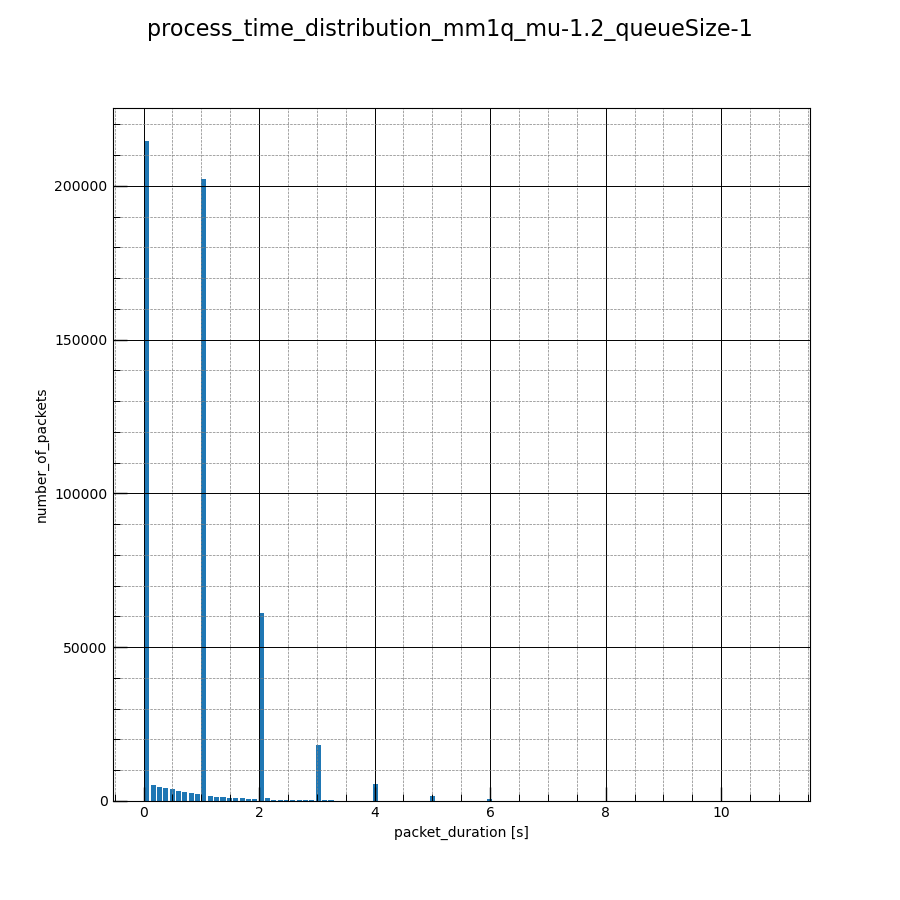 process_time_distribution_mm1q_mu-1.2_queueSize-1
200000
150000
100000
50000
0
number_of_packets
0 2 4 6 8 10
packet_duration [s]